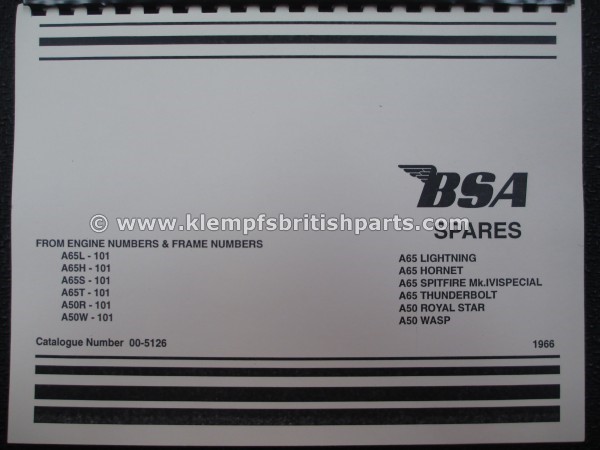 BSA
© www.klempfsbritishparts.com
SPARES
FROM ENGINE NUMBERS & FRAME NUMBERS
A65L - 101
A65H - 101
A65S - 101
A65T - 101
A50R - 101
A50W - 101
A65 LIGHTNING
A65 HORNET
A65 SPITFIRE Mk.IVISPECIAL
A65 THUNDERBOLT
A50 ROYAL STAR
A50 WASP
Catalogue Number 00-5126
1966